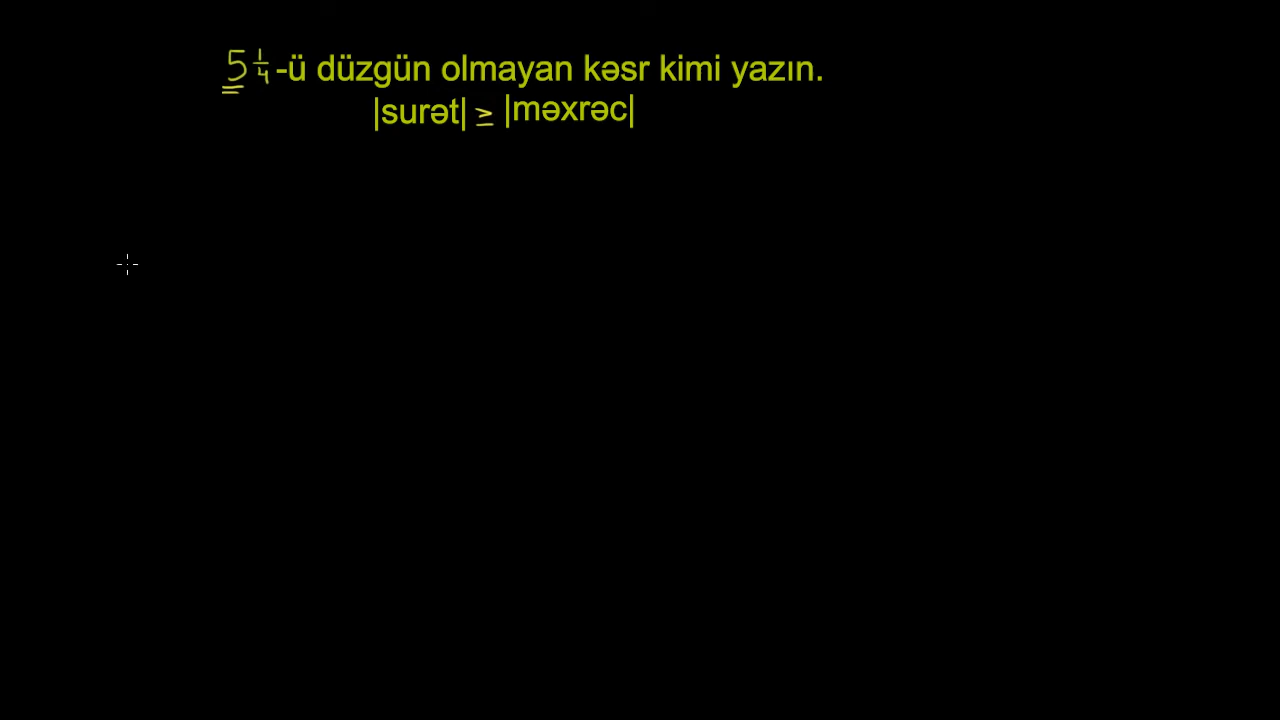 5 1/4-ü düzgün olmayan kəsr kimi yazın.
|surət| ≥ |məxrəc|